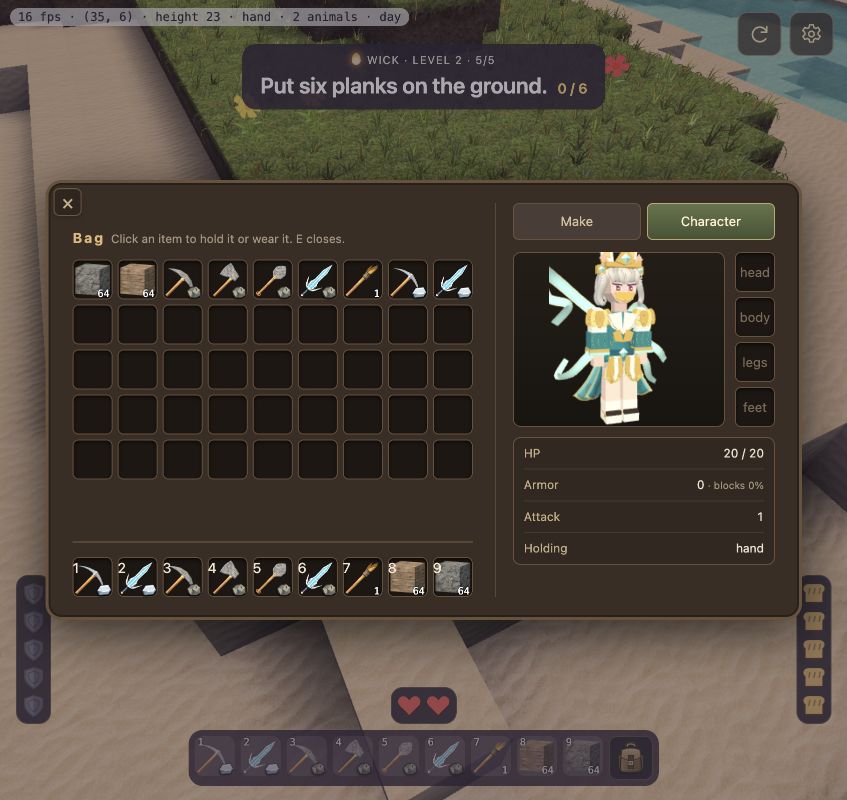 16 fps · (35, 6) · height 23 · hand · 2 animals · day
WICK · LEVEL 2 · 5/5
Put six planks on the ground. 0 / 6
Make
Character
Bag Click an item to hold it or wear it. E closes.
64 64 1
head
body
legs
feet
HP 20 / 20
Armor 0 · blocks 0%
Attack 1
Holding hand
1 2 3 4 5 6 7 8 9
1 64 64
1 2 3 4 5 6 7 8 9
1 64 64